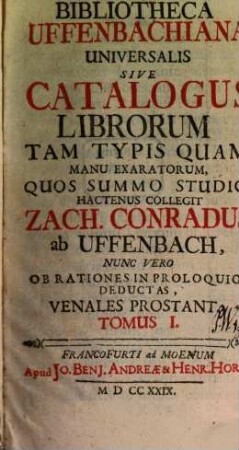 BIBLIOTHECA
UFFENBACHIANA
UNIVERSALIS
SIVE
CATALOGUS
LIBRORUM
TAM TYPIS QUAM
MANU EXARATORUM,
QUOS SUMMO STUDIO
HACTENUS COLLEGIT
ZACH. CONRADUS
ab UFFENBACH,
NUNC VERO
OB RATIONES IN PROLOQUIO
DEDUCTAS,
VENALES PROSTANT.
TOMUS I.
FRANCOFURTI ad MOENUM
Apud JO. BENJ. ANDREÆ & HENR. HOR
M D CC XXIX.